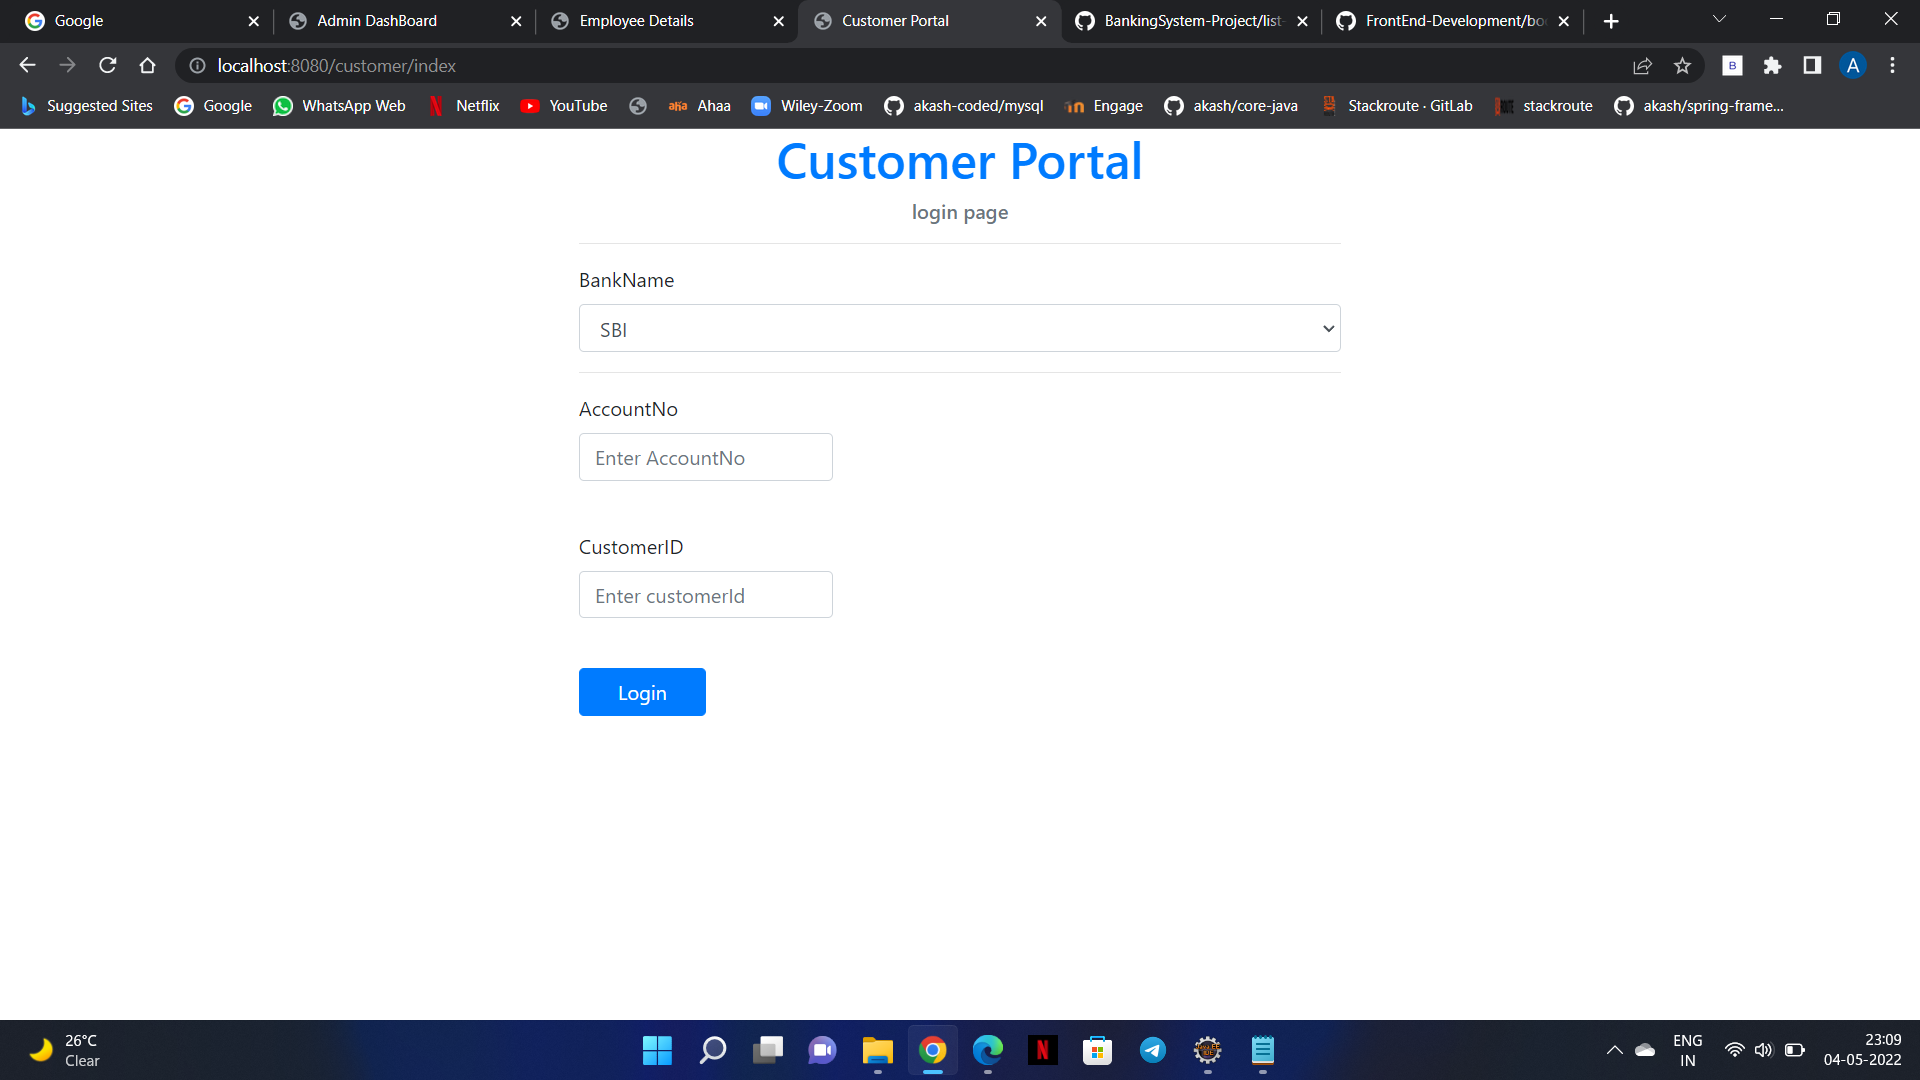 Google
Admin DashBoard
Employee Details
Customer Portal
BankingSystem-Project/list-
FrontEnd-Development/boo
localhost:8080/customer/index
B
A
Suggested Sites
Google
WhatsApp Web
Netflix
YouTube
aha
Ahaa
Wiley-Zoom
akash-coded/mysql
Engage
akash/core-java
Stackroute · GitLab
stackroute
akash/spring-frame...
Customer Portal
login page
BankName
SBI
AccountNo
Enter AccountNo
CustomerID
Enter customerId
Login
26°C
Clear
N
ENG
IN
23:09
04-05-2022